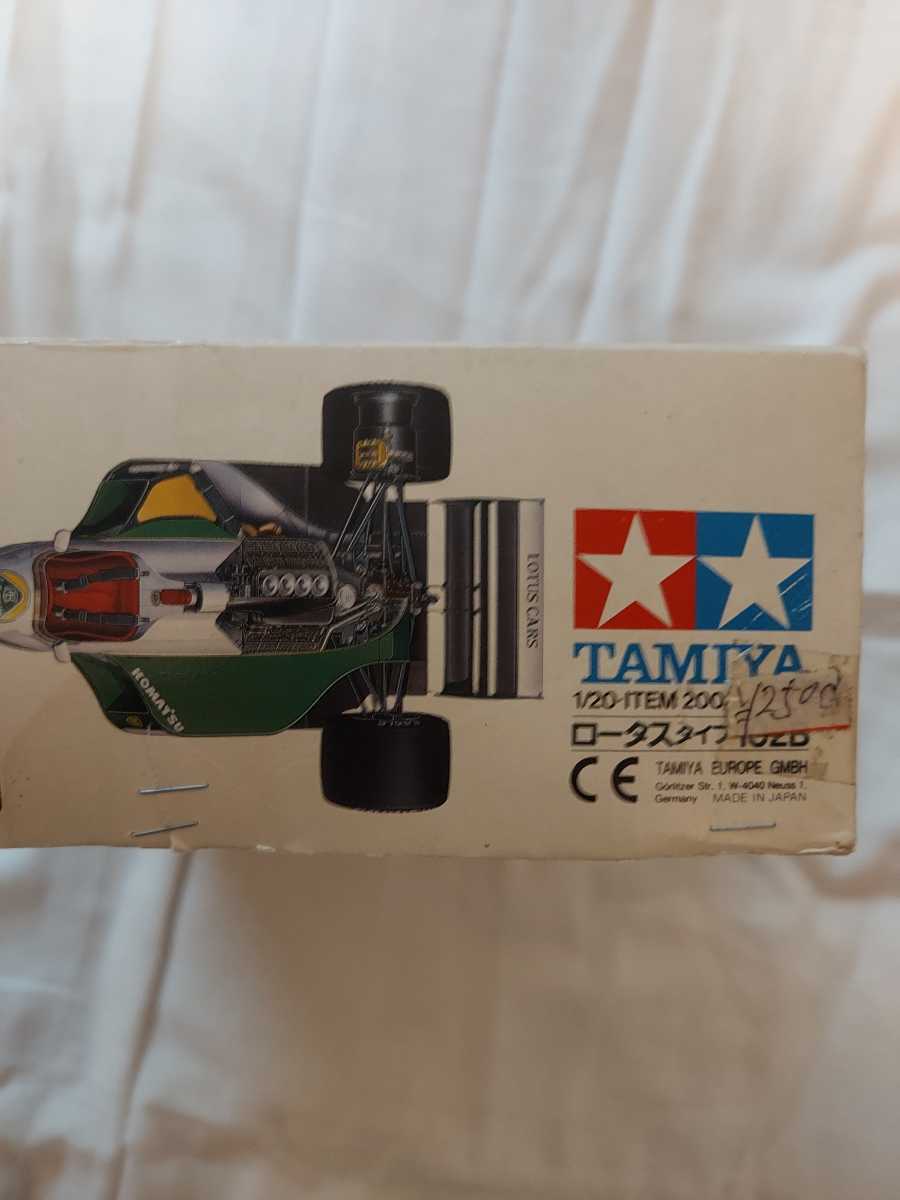 LOTUS CARS
KOMATSU
TAMIYA
1/20·ITEM 200
¥2500
ロータスタイプ102B
CE TAMIYA EUROPE GMBH
Görlitzer Str. 1, W-4040 Neuss 1,
Germany MADE IN JAPAN